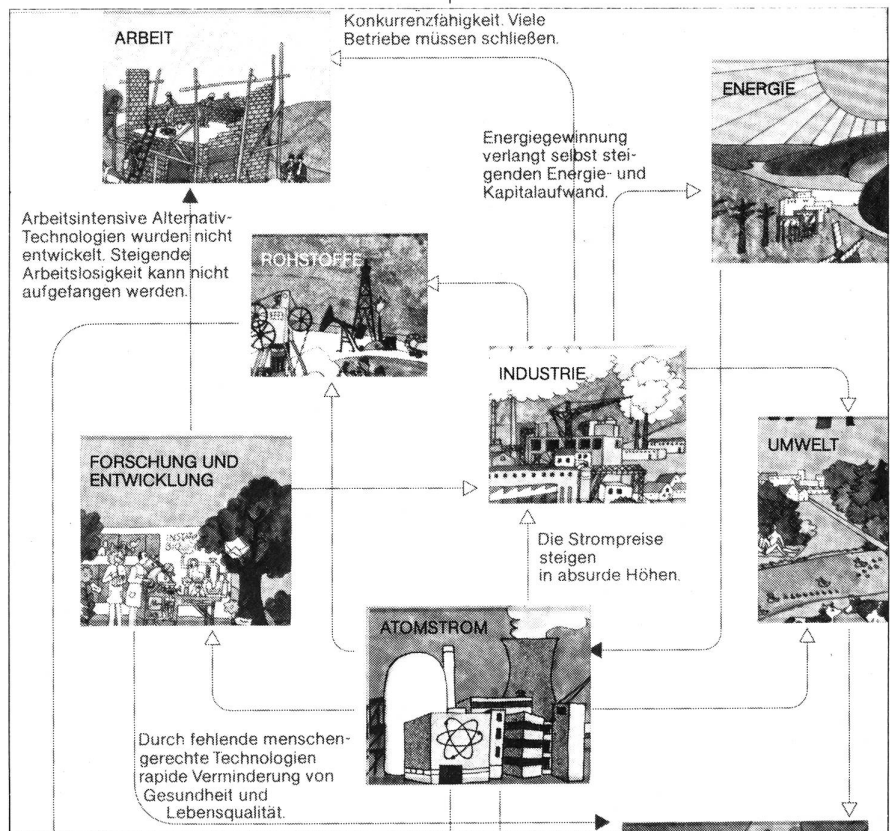 Konkurrenzfähigkeit. Viele
Betriebe müssen schließen.
ARBEIT
ENERGIE
Energiegewinnung
verlangt selbst stei-
genden Energie- und
Kapitalaufwand.
Arbeitsintensive Alternativ-
Technologien wurden nicht
entwickelt. Steigende
Arbeitslosigkeit kann nicht
aufgefangen werden.
ROHSTOFFE
INDUSTRIE
UMWELT
FORSCHUNG UND
ENTWICKLUNG
Die Strompreise
steigen
in absurde Höhen.
ATOMSTROM
Durch fehlende menschen-
gerechte Technologien
rapide Verminderung von
Gesundheit und
Lebensqualität.